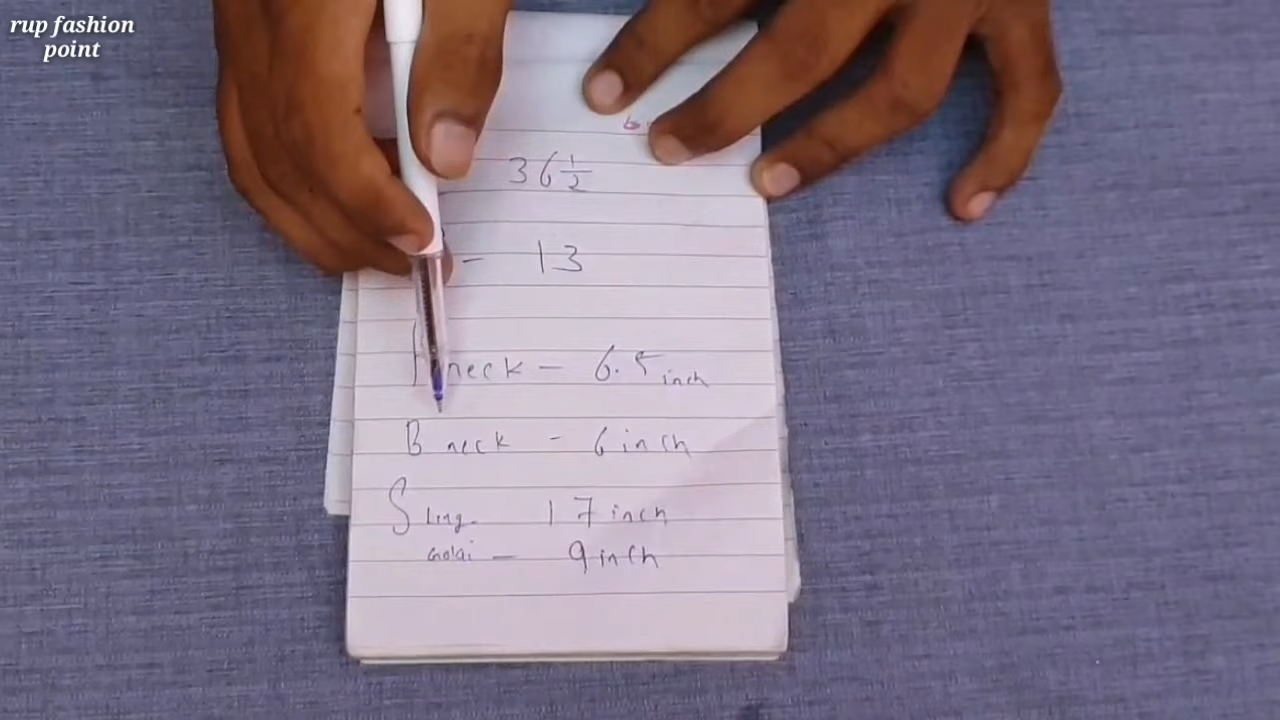 rup fashion
point
36 1/2
- 13
neck - 6.5 inch
B neck - 6 inch
S lng. 17 inch
Golai - 9 inch